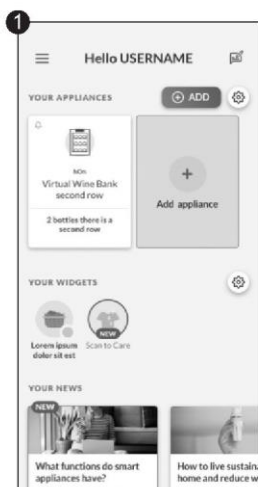 1
Hello USERNAME
YOUR APPLIANCES
ADD
hOn
Virtual Wine Bank
second row
Add appliance
2 bottles there is a
second row
YOUR WIDGETS
NEW
Lorem ipsum
dolor sit est
Scan to Care
YOUR NEWS
NEW
What functions do smart
appliances have?
How to live sustaina
home and reduce w